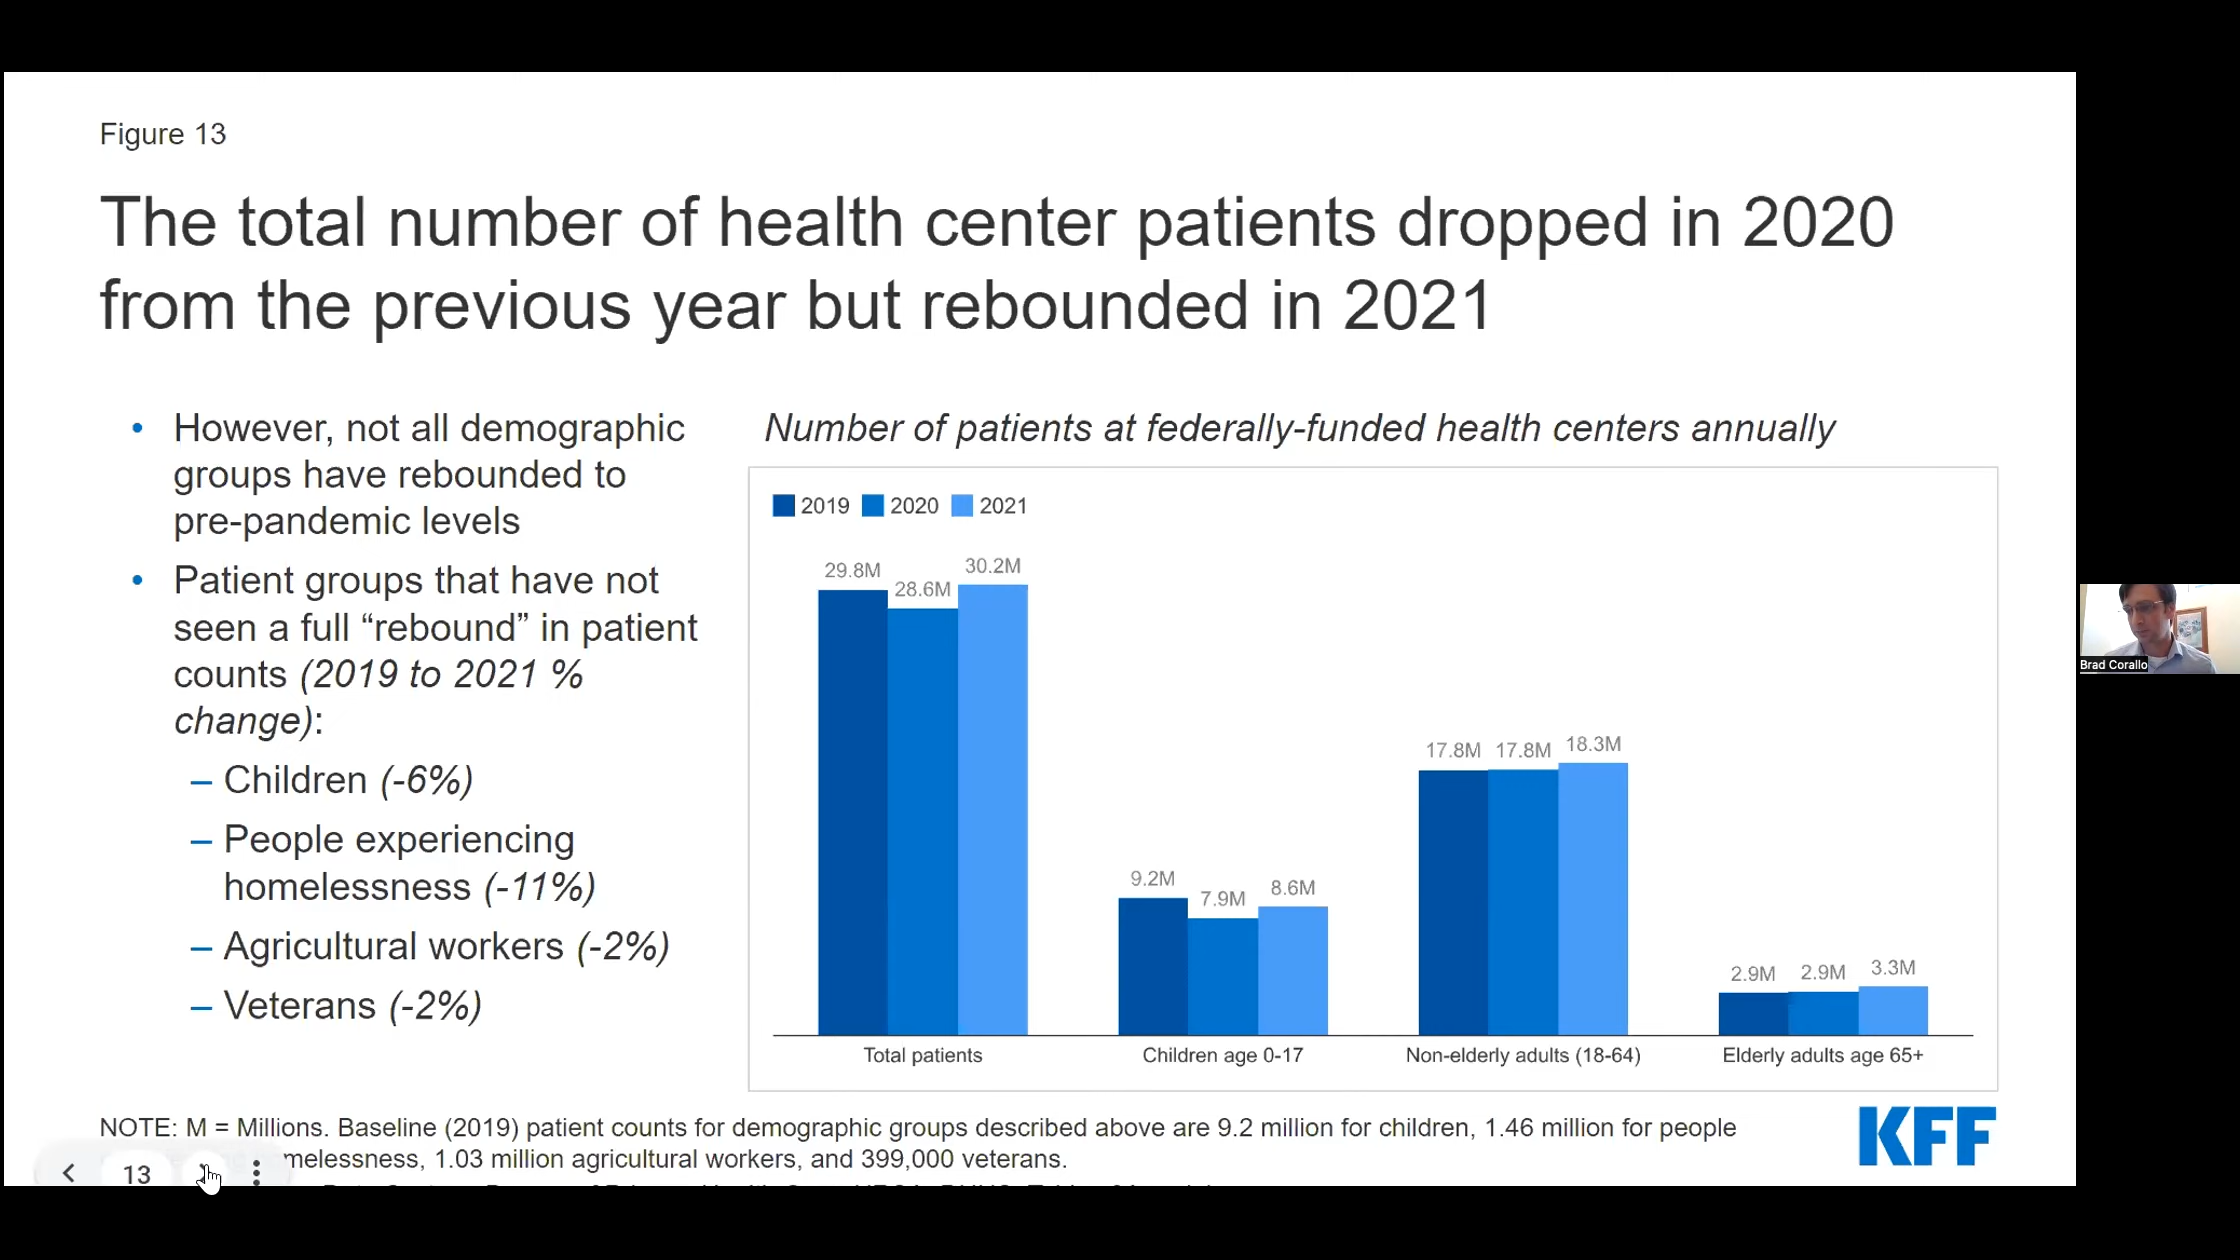 Figure 13
The total number of health center patients dropped in 2020
from the previous year but rebounded in 2021
• However, not all demographic
groups have rebounded to
pre-pandemic levels
• Patient groups that have not
seen a full “rebound” in patient
counts (2019 to 2021 %
change):
– Children (-6%)
– People experiencing
homelessness (-11%)
– Agricultural workers (-2%)
– Veterans (-2%)
Number of patients at federally-funded health centers annually
2019 2020 2021
29.8M 28.6M 30.2M
9.2M 7.9M 8.6M
17.8M 17.8M 18.3M
2.9M 2.9M 3.3M
Total patients Children age 0-17 Non-elderly adults (18-64) Elderly adults age 65+
NOTE: M = Millions. Baseline (2019) patient counts for demographic groups described above are 9.2 million for children, 1.46 million for people
melessness, 1.03 million agricultural workers, and 399,000 veterans.
13
KFF
Brad Corallo